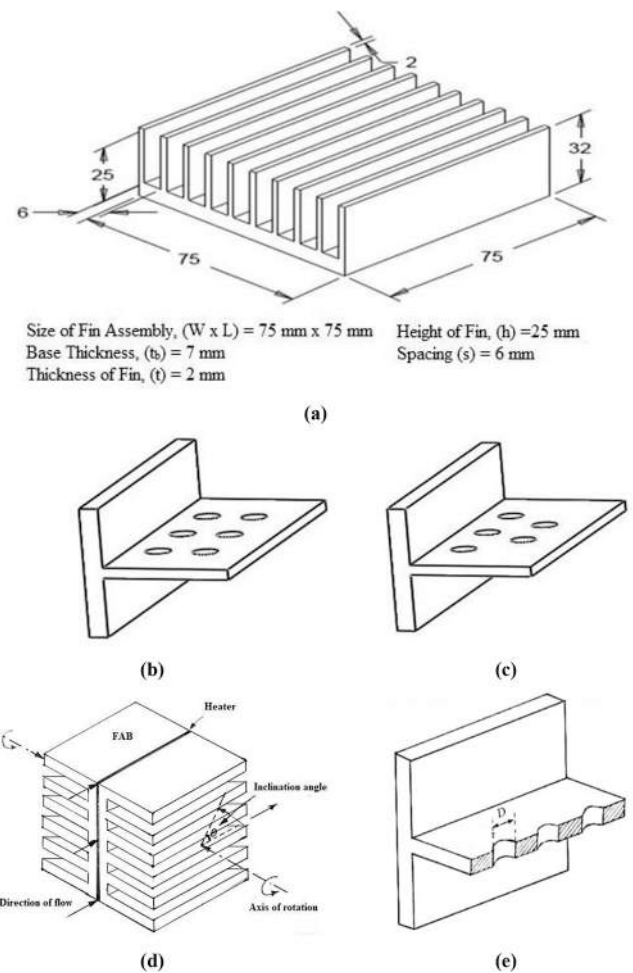 2
25
32
6
75
75
Size of Fin Assembly, (W x L) = 75 mm x 75 mm
Height of Fin, (h) =25 mm
Base Thickness, (tb) = 7 mm
Spacing (s) = 6 mm
Thickness of Fin, (t) = 2 mm
(a)
(b)
(c)
Heater
FAB
Inclination angle
θ
Direction of flow
Axis of rotation
(d)
D
(e)